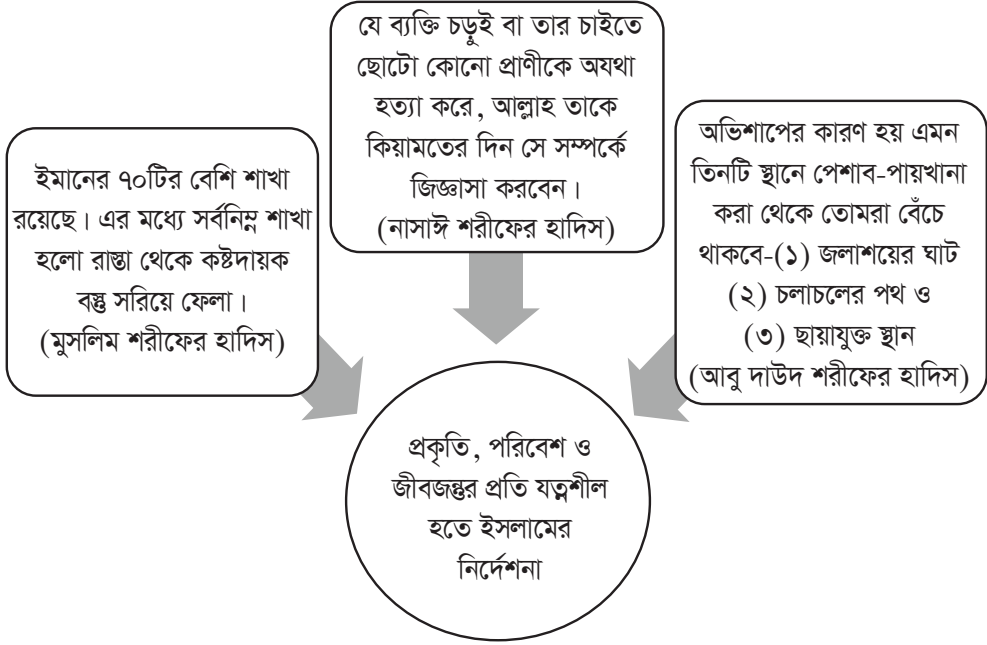 ইমানের ৭০টির বেশি শাখা
রয়েছে। এর মধ্যে সর্বনিম্ন শাখা
হলো রাস্তা থেকে কষ্টদায়ক
বস্তু সরিয়ে ফেলা।
(মুসলিম শরীফের হাদিস)
যে ব্যক্তি চড়ুই বা তার চাইতে
ছোটো কোনো প্রাণীকে অযথা
হত্যা করে, আল্লাহ তাকে
কিয়ামতের দিন সে সম্পর্কে
জিজ্ঞাসা করবেন।
(নাসাঈ শরীফের হাদিস)
অভিশাপের কারণ হয় এমন
তিনটি স্থানে পেশাব-পায়খানা
করা থেকে তোমরা বেঁচে
থাকবে-(১) জলাশয়ের ঘাট
(২) চলাচলের পথ ও
(৩) ছায়াযুক্ত স্থান
(আবু দাউদ শরীফের হাদিস)
প্রকৃতি, পরিবেশ ও
জীবজন্তুর প্রতি যত্নশীল
হতে ইসলামের
নির্দেশনা